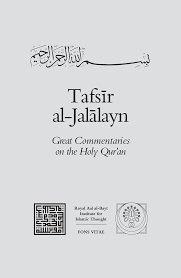 بسم الله الرحمن الرحيم
Tafsīr
al-Jalālayn
Great Commentaries
on the Holy Qur'an
Royal Aal al-Bayt
Institute for
Islamic Thought
FONS VITAE